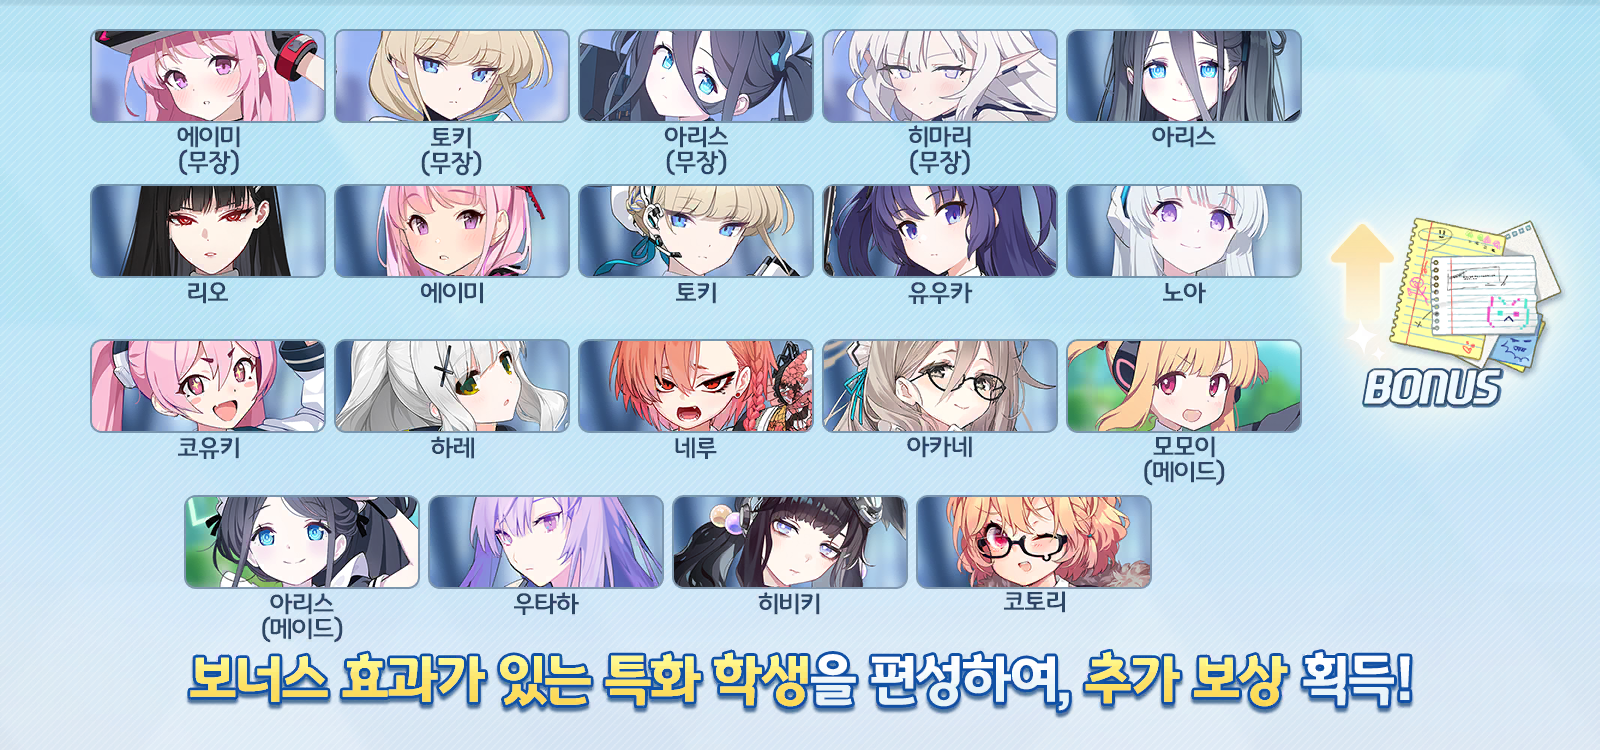 에이미
(무장)
토키
(무장)
아리스
(무장)
히마리
(무장)
아리스
리오
에이미
토키
유우카
노아
BONUS
코유키
하레
네루
아카네
모모이
(메이드)
아리스
(메이드)
우타하
히비키
코토리
보너스 효과가 있는 특화 학생을 편성하여, 추가 보상 획득!